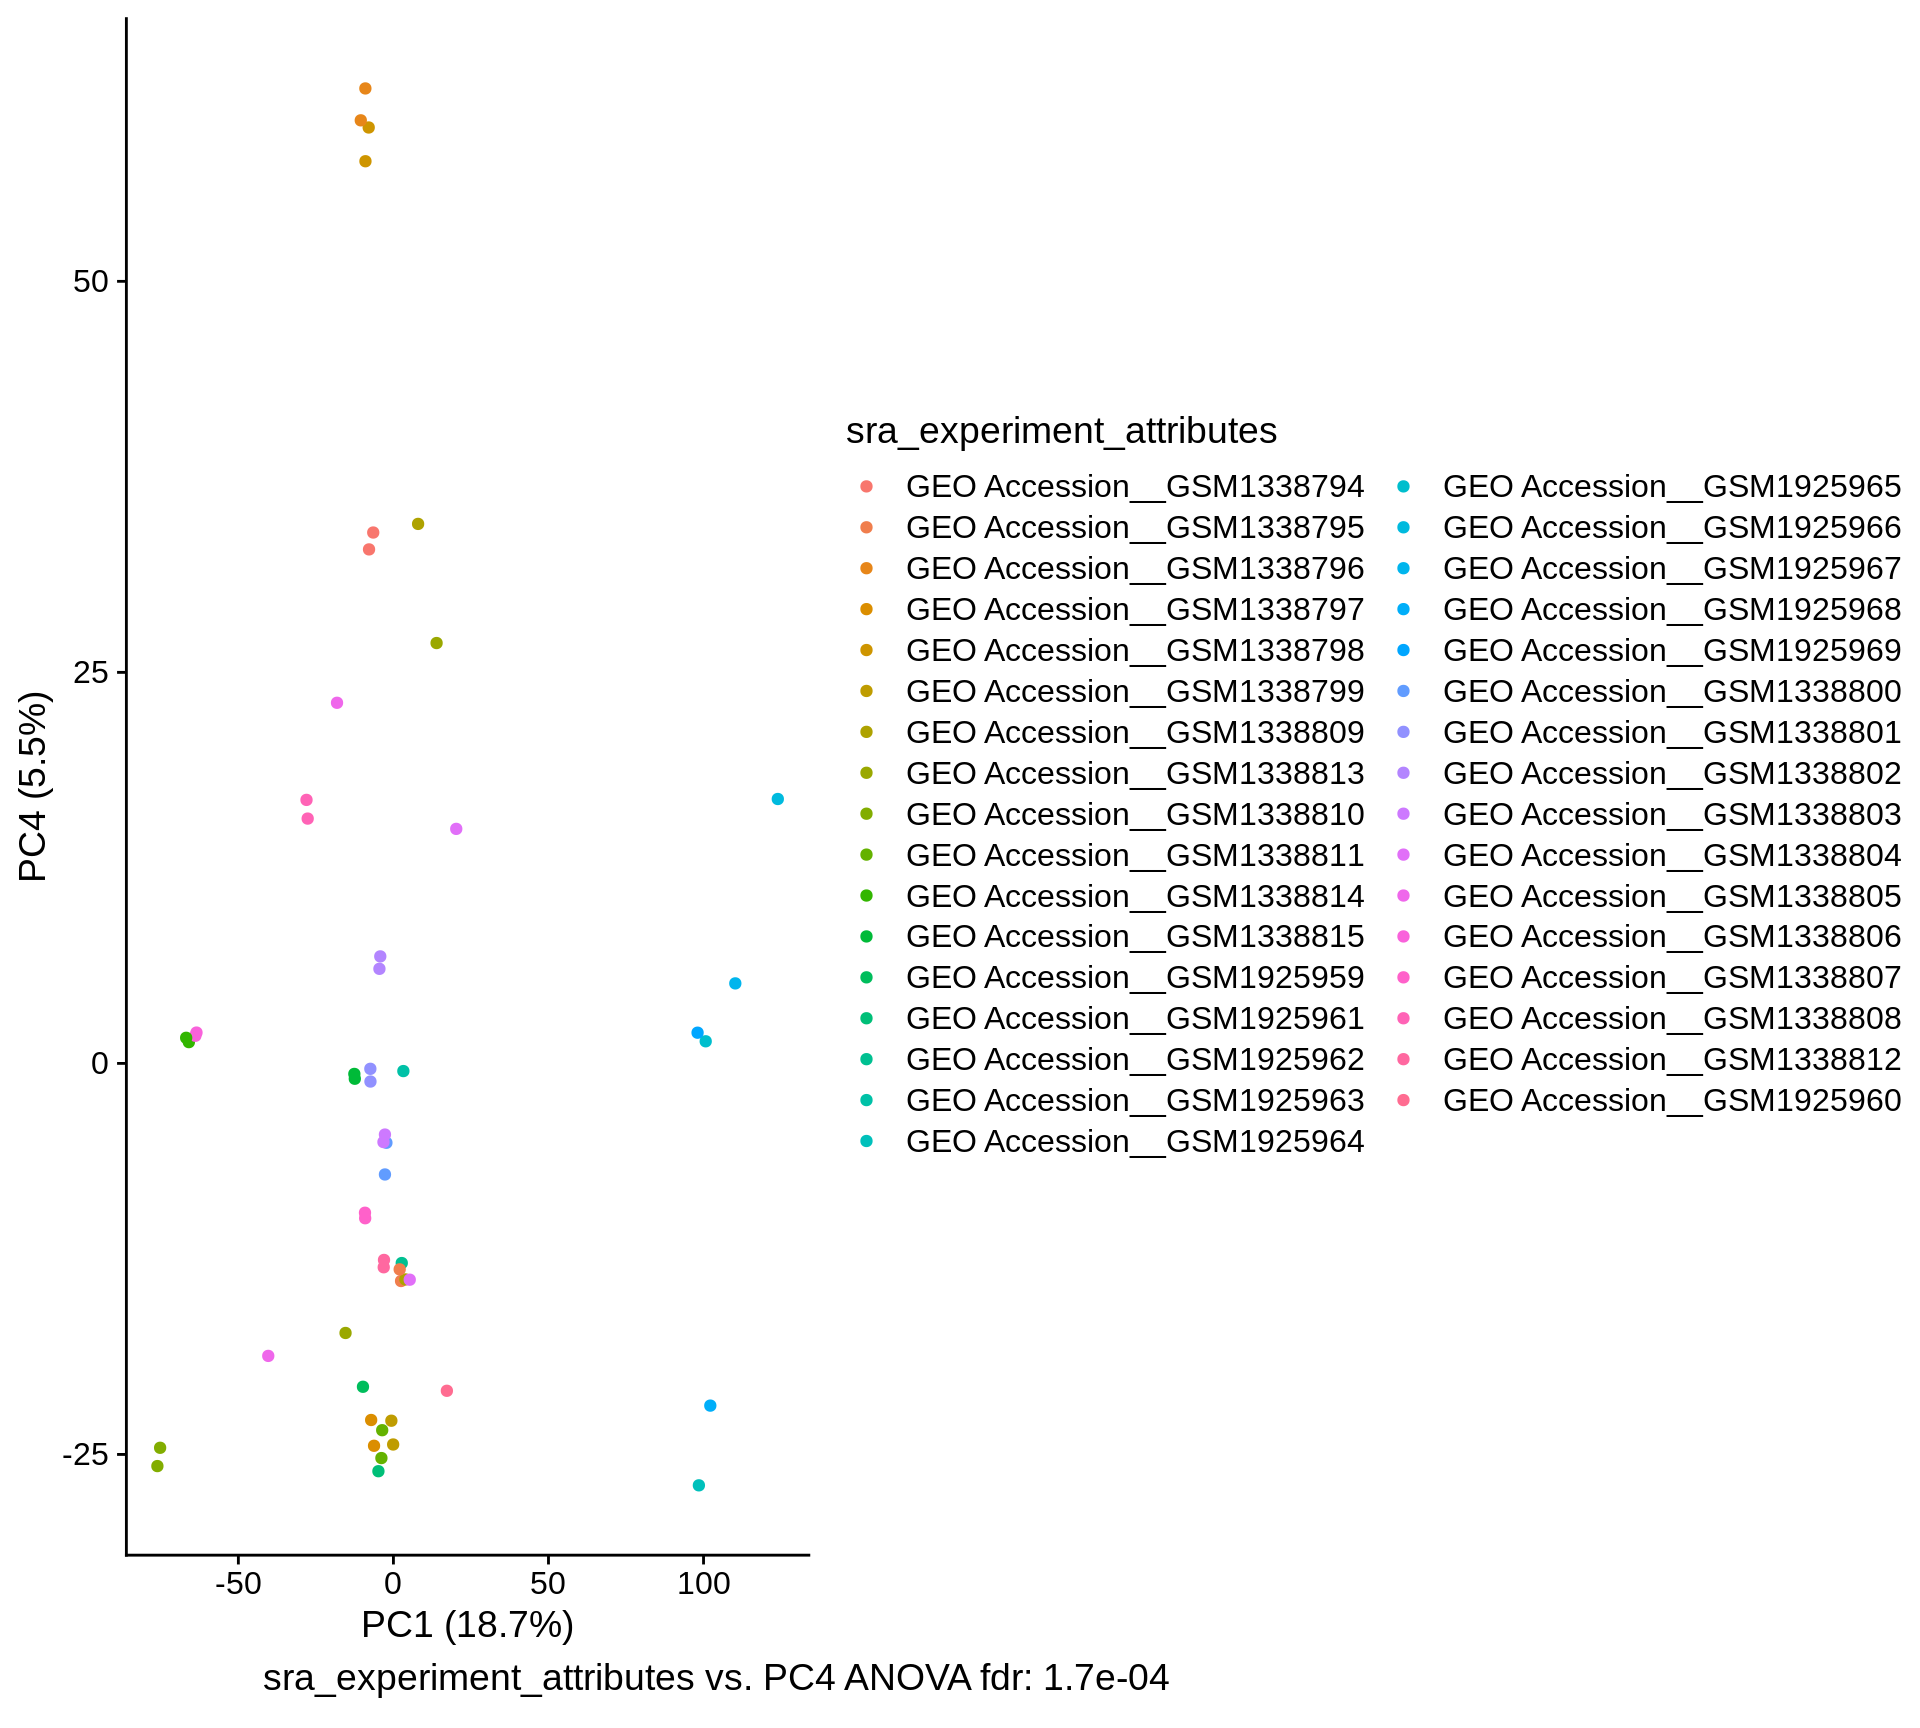 50
25
0
-25
PC4 (5.5%)
-50 0 50 100
PC1 (18.7%)
sra_experiment_attributes
GEO Accession__GSM1338794
GEO Accession__GSM1338795
GEO Accession__GSM1338796
GEO Accession__GSM1338797
GEO Accession__GSM1338798
GEO Accession__GSM1338799
GEO Accession__GSM1338809
GEO Accession__GSM1338813
GEO Accession__GSM1338810
GEO Accession__GSM1338811
GEO Accession__GSM1338814
GEO Accession__GSM1338815
GEO Accession__GSM1925959
GEO Accession__GSM1925961
GEO Accession__GSM1925962
GEO Accession__GSM1925963
GEO Accession__GSM1925964
GEO Accession__GSM1925965
GEO Accession__GSM1925966
GEO Accession__GSM1925967
GEO Accession__GSM1925968
GEO Accession__GSM1925969
GEO Accession__GSM1338800
GEO Accession__GSM1338801
GEO Accession__GSM1338802
GEO Accession__GSM1338803
GEO Accession__GSM1338804
GEO Accession__GSM1338805
GEO Accession__GSM1338806
GEO Accession__GSM1338807
GEO Accession__GSM1338808
GEO Accession__GSM1338812
GEO Accession__GSM1925960
sra_experiment_attributes vs. PC4 ANOVA fdr: 1.7e-04